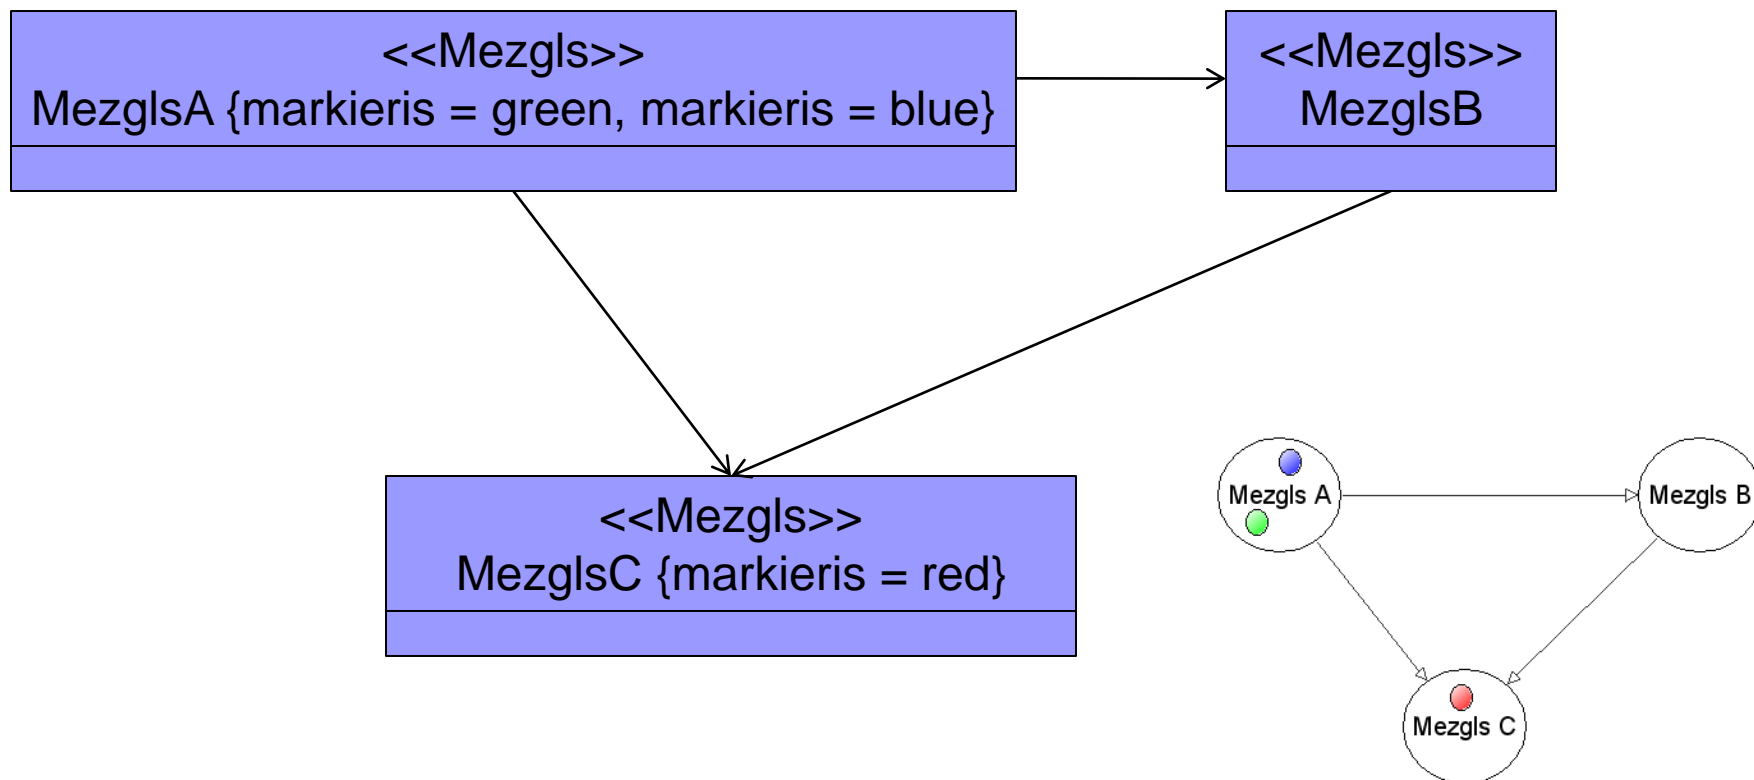 <<Mezgls>>
MezglsA {markieris = green, markieris = blue}
<<Mezgls>>
MezglsB
<<Mezgls>>
MezglsC {markieris = red}
Mezgls A
Mezgls B
Mezgls C